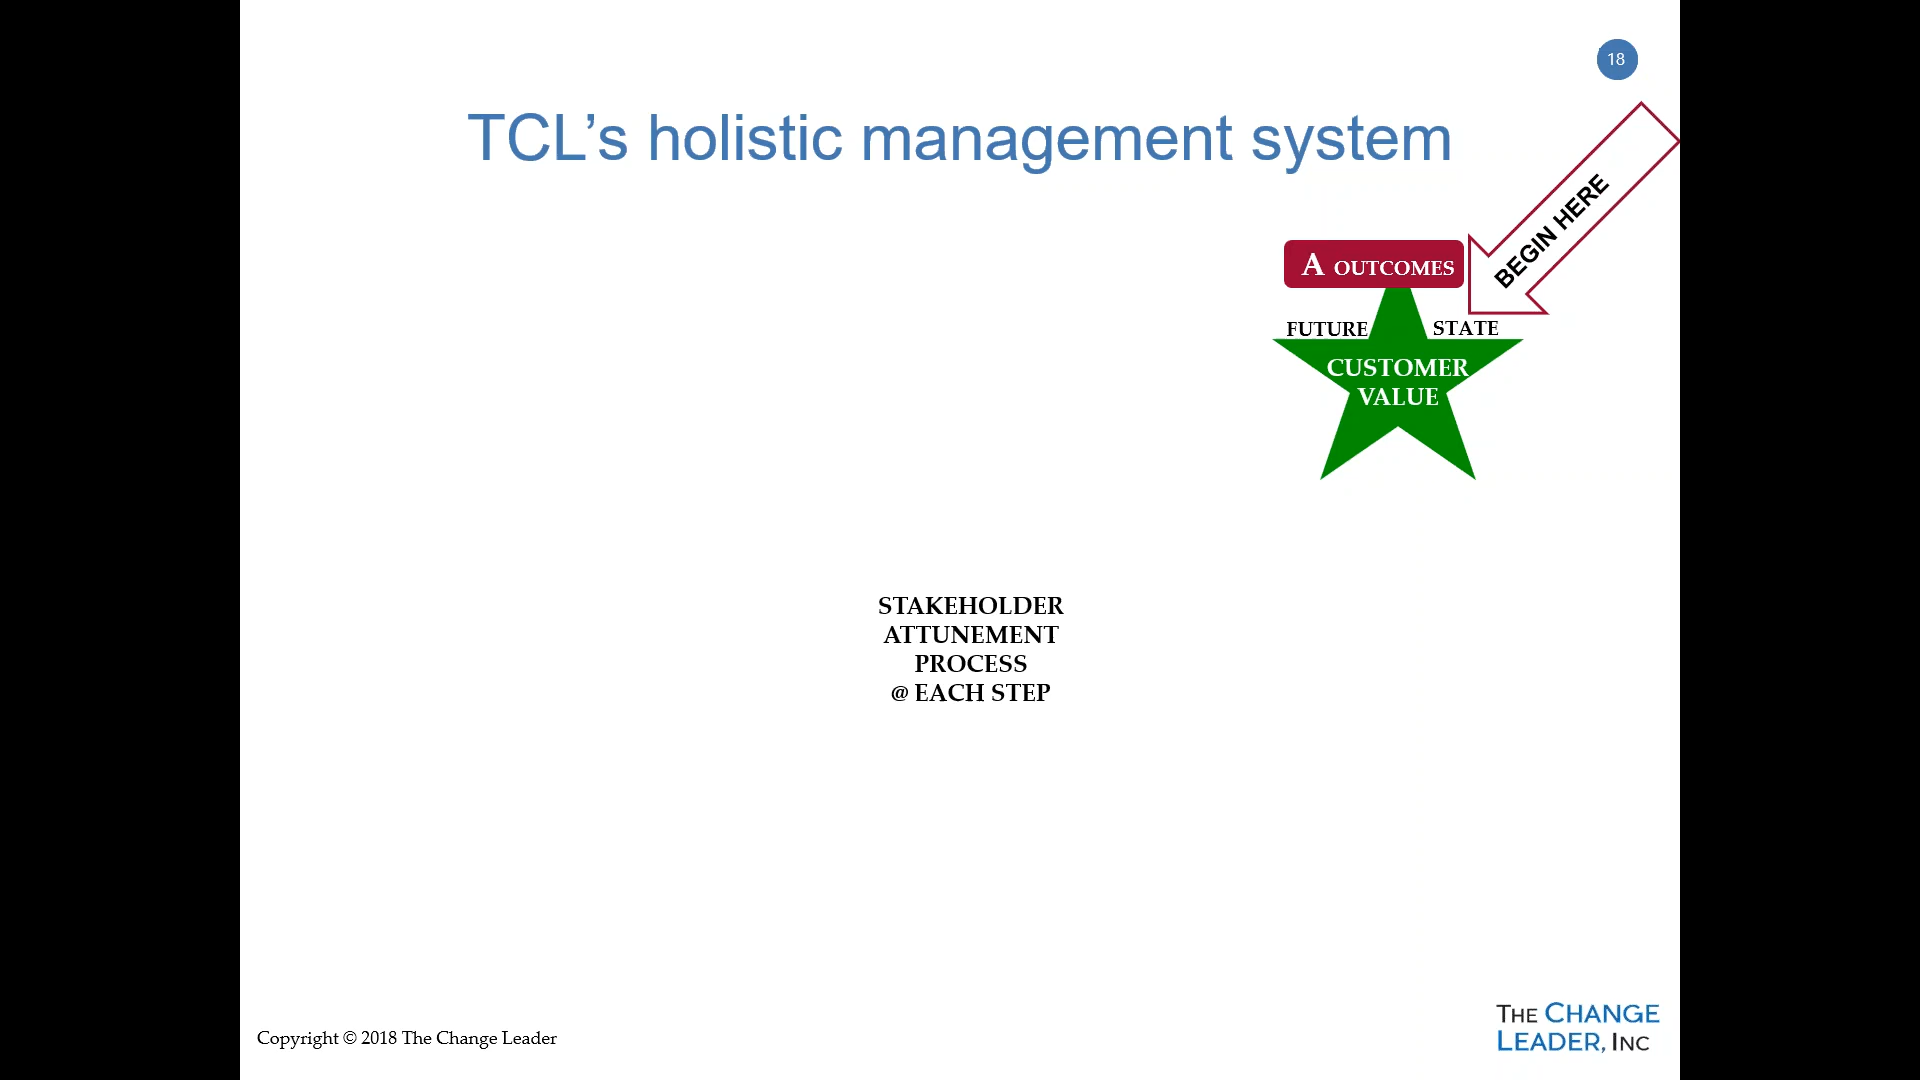 18
TCL’s holistic management system
BEGIN HERE
A OUTCOMES
FUTURE STATE
CUSTOMER
VALUE
STAKEHOLDER
ATTUNEMENT
PROCESS
@ EACH STEP
Copyright © 2018 The Change Leader
THE CHANGE
LEADER, INC